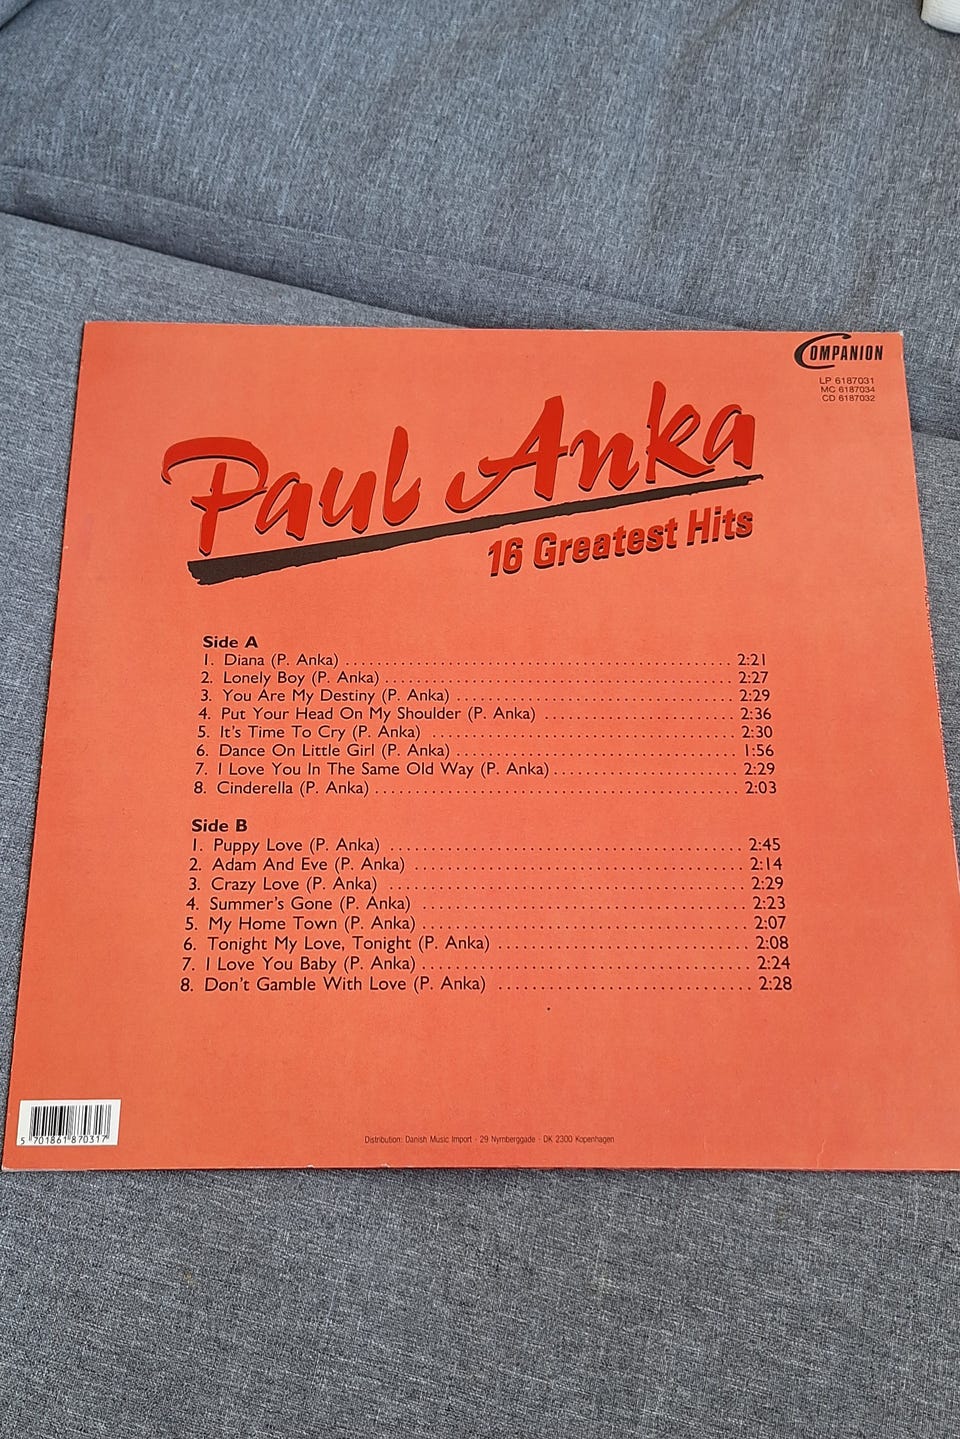 COMPANION
LP 6187031
MC 6187034
CD 6187032
Paul Anka
16 Greatest Hits
Side A
1. Diana (P. Anka) 2:21
2. Lonely Boy (P. Anka) 2:27
3. You Are My Destiny (P. Anka) 2:29
4. Put Your Head On My Shoulder (P. Anka) 2:36
5. It's Time To Cry (P. Anka) 2:30
6. Dance On Little Girl (P. Anka) 1:56
7. I Love You In The Same Old Way (P. Anka) 2:29
8. Cinderella (P. Anka) 2:03
Side B
1. Puppy Love (P. Anka) 2:45
2. Adam And Eve (P. Anka) 2:14
3. Crazy Love (P. Anka) 2:29
4. Summer's Gone (P. Anka) 2:23
5. My Home Town (P. Anka) 2:07
6. Tonight My Love, Tonight (P. Anka) 2:08
7. I Love You Baby (P. Anka) 2:24
8. Don't Gamble With Love (P. Anka) 2:28
5 701861 870317
Distribution: Danish Music Import · 29 Nyrnberggade · DK 2300 Kopenhagen